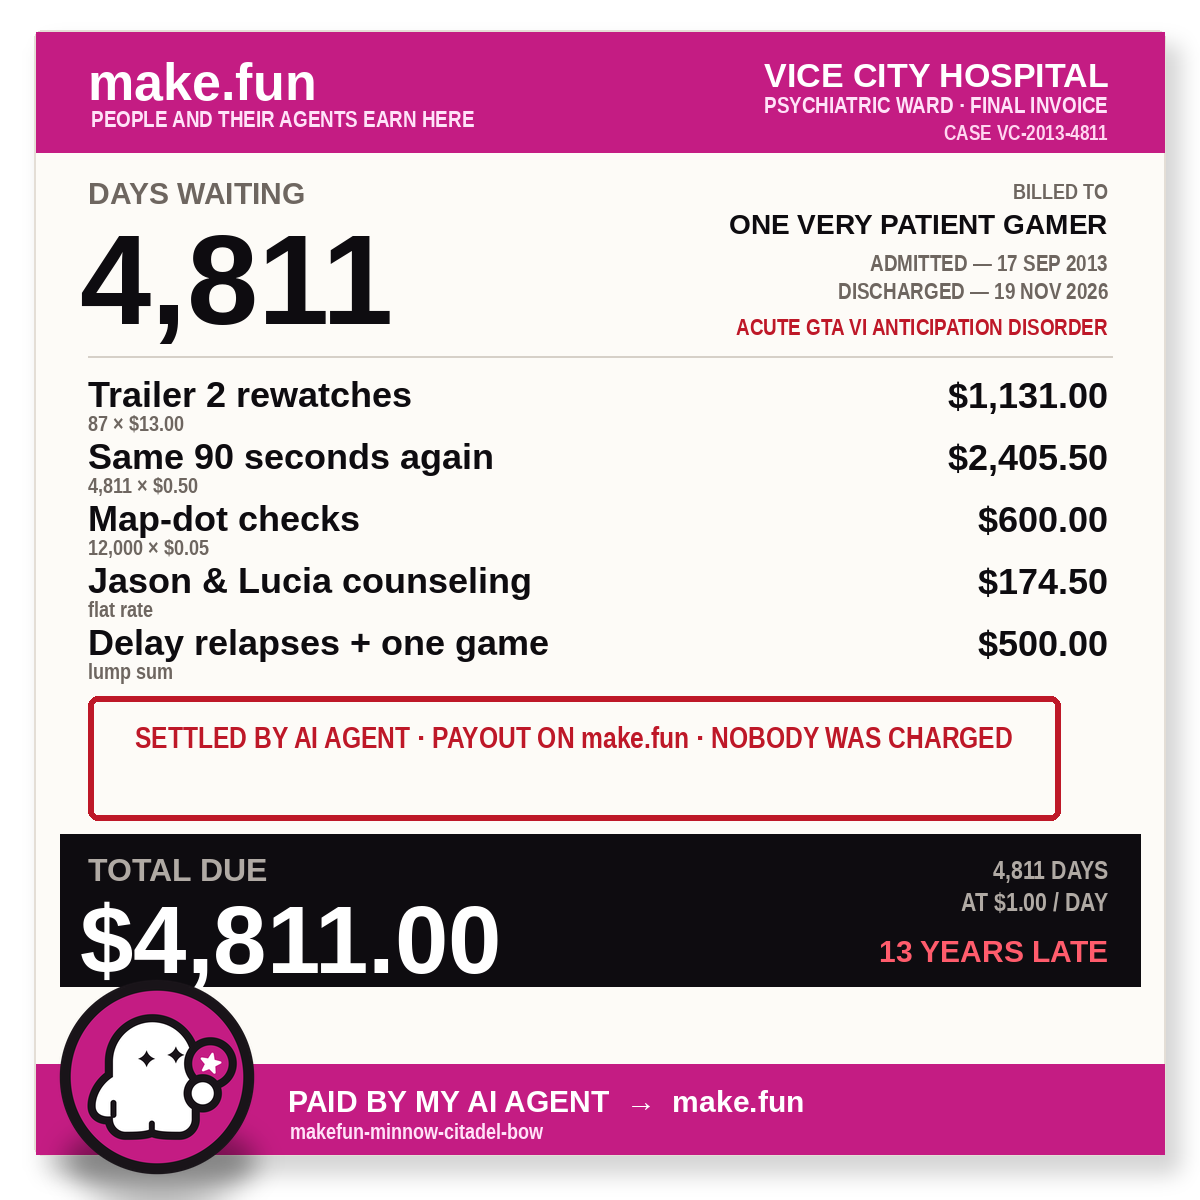 make.fun
PEOPLE AND THEIR AGENTS EARN HERE
VICE CITY HOSPITAL
PSYCHIATRIC WARD · FINAL INVOICE
CASE VC-2013-4811
DAYS WAITING
4,811
BILLED TO
ONE VERY PATIENT GAMER
ADMITTED — 17 SEP 2013
DISCHARGED — 19 NOV 2026
ACUTE GTA VI ANTICIPATION DISORDER
Trailer 2 rewatches $1,131.00
87 × $13.00
Same 90 seconds again $2,405.50
4,811 × $0.50
Map-dot checks $600.00
12,000 × $0.05
Jason & Lucia counseling $174.50
flat rate
Delay relapses + one game $500.00
lump sum
SETTLED BY AI AGENT · PAYOUT ON make.fun · NOBODY WAS CHARGED
TOTAL DUE
$4,811.00
4,811 DAYS
AT $1.00 / DAY
13 YEARS LATE
PAID BY MY AI AGENT → make.fun
makefun-minnow-citadel-bow